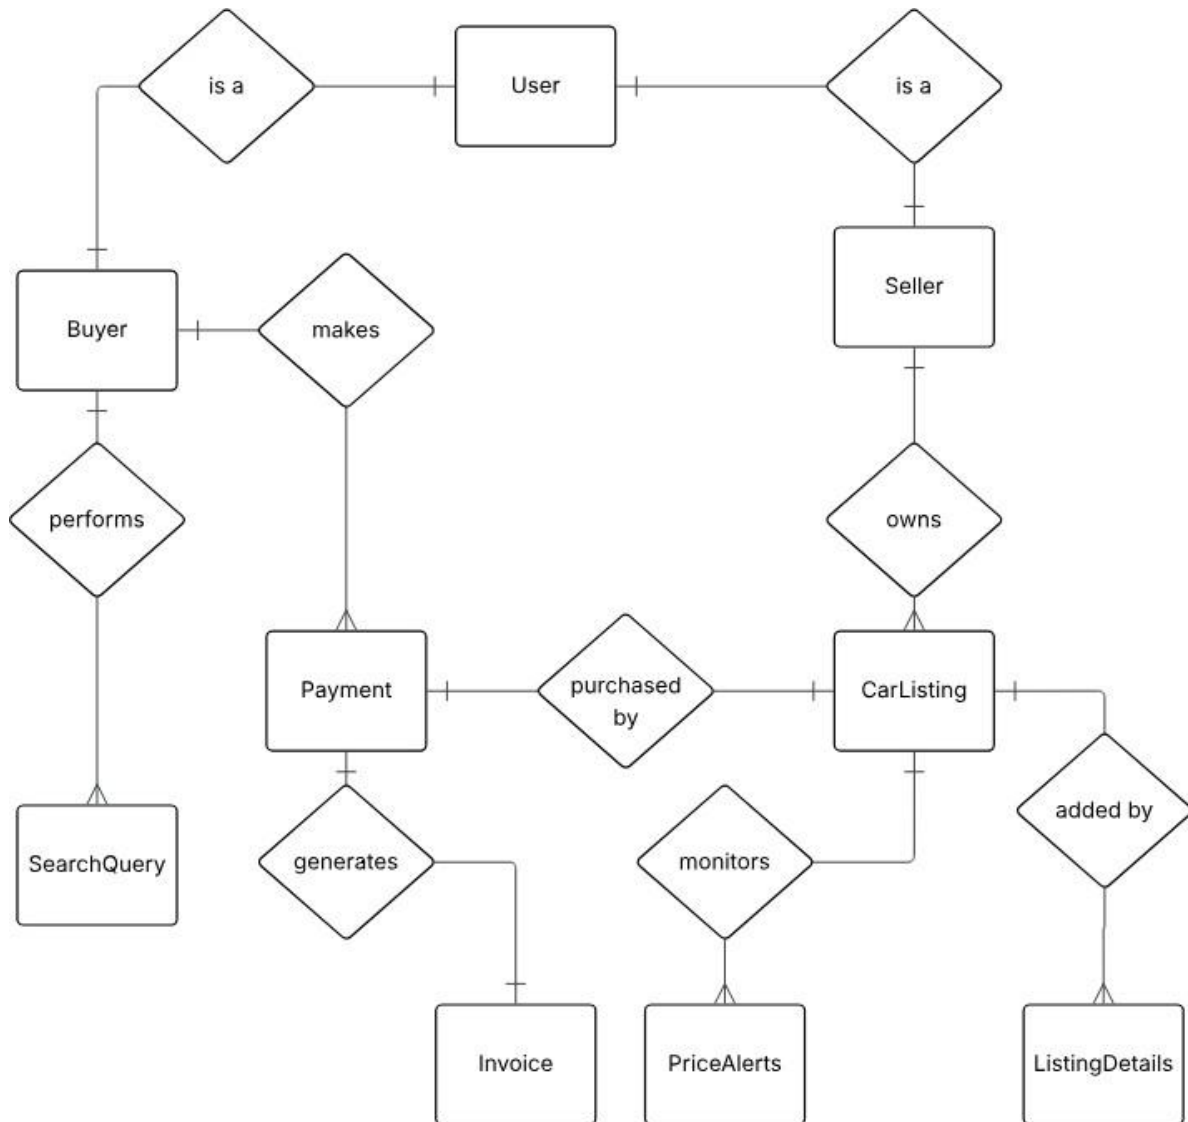 is a
User
is a
Buyer
makes
Seller
performs
owns
Payment
purchased
by
CarListing
SearchQuery
generates
monitors
added by
Invoice
PriceAlerts
ListingDetails